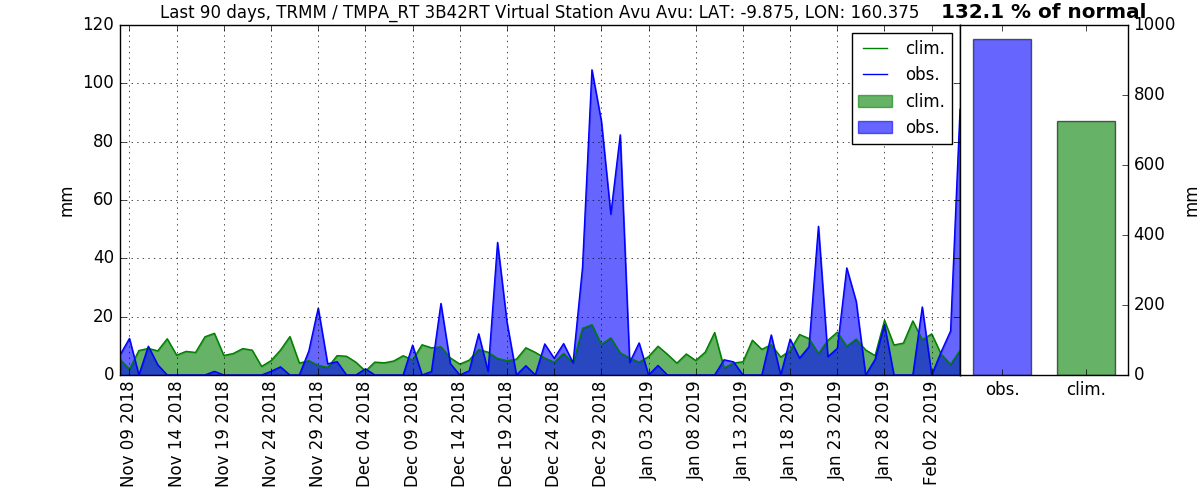 Last 90 days, TRMM / TMPA_RT 3B42RT Virtual Station Avu Avu: LAT: -9.875, LON: 160.375
132.1 % of normal
120
100
80
60
40
20
0
mm
clim.
obs.
clim.
obs.
1000
800
600
400
200
0
mm
Nov 09 2018
Nov 14 2018
Nov 19 2018
Nov 24 2018
Nov 29 2018
Dec 04 2018
Dec 09 2018
Dec 14 2018
Dec 19 2018
Dec 24 2018
Dec 29 2018
Jan 03 2019
Jan 08 2019
Jan 13 2019
Jan 18 2019
Jan 23 2019
Jan 28 2019
Feb 02 2019
obs.
clim.